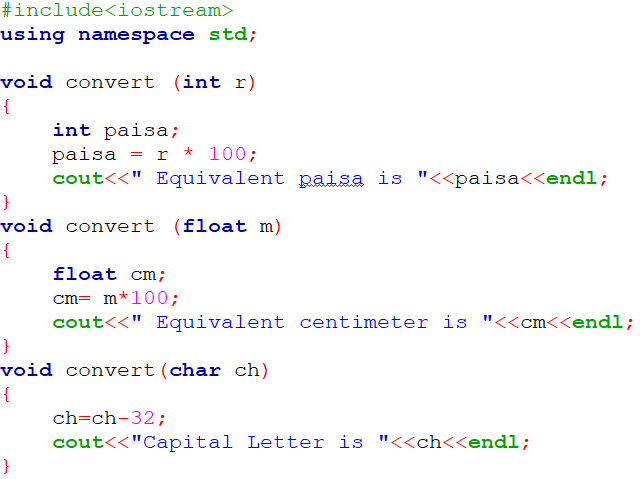 #include<iostream>
using namespace std;
void convert (int r)
{
int paisa;
paisa = r * 100;
cout<<" Equivalent paisa is "<<paisa<<endl;
}
void convert (float m)
{
float cm;
cm= m*100;
cout<<" Equivalent centimeter is "<<cm<<endl;
}
void convert(char ch)
{
ch=ch-32;
cout<<"Capital Letter is "<<ch<<endl;
}